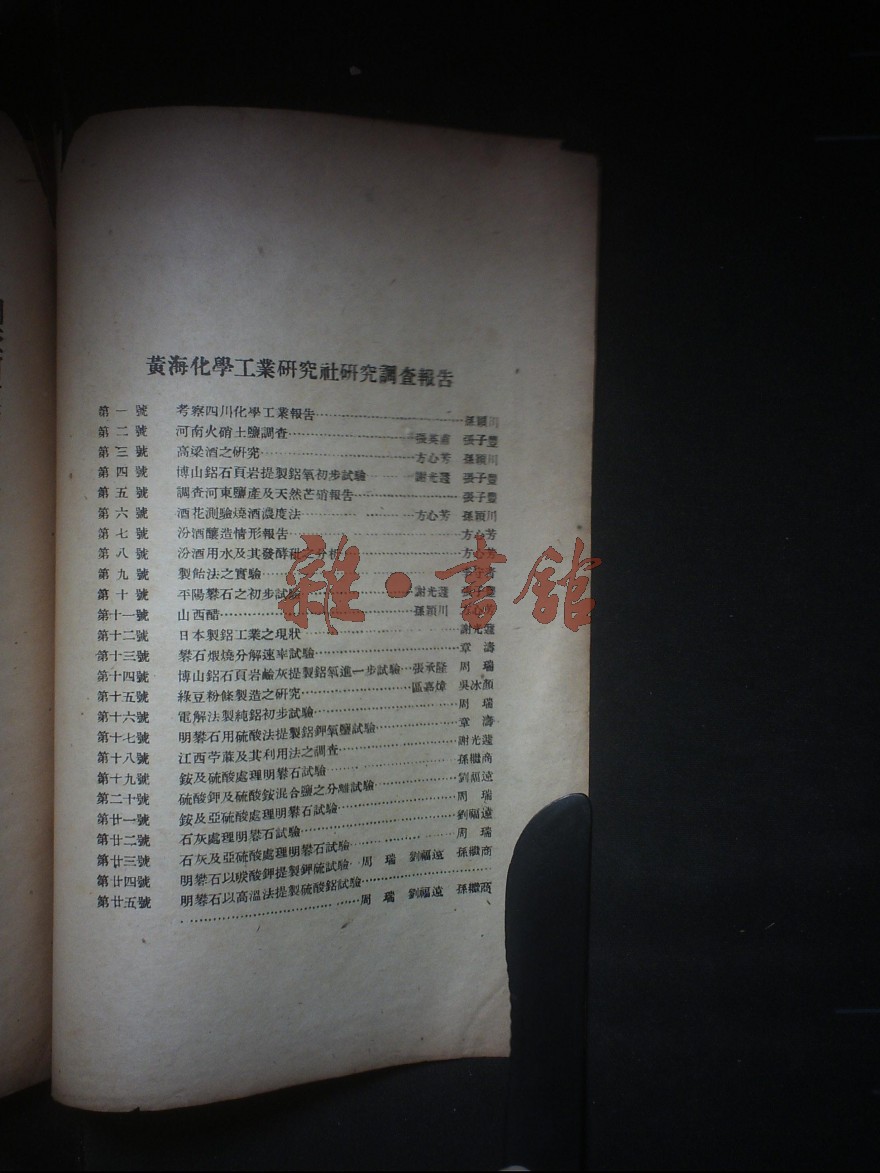 黃海化學工業研究社研究調查報告
第一號 考察四川化學工業報告……孫穎川
第二號 河南火硝土鹽調查……張英甫 張子豐
第三號 高梁酒之硏究……方心芳 孫穎川
第四號 博山鋁石頁岩提製鋁氧初步試驗……謝光蘧 張子豐
第五號 調查河東鹽產及天然芒硝報告……張子豐
第六號 酒花測驗燒酒濃度法……方心芳 孫穎川
第七號 汾酒釀造情形報告……方心芳
第八號 汾酒用水及其發酵秕之分析……方心芳
第九號 製飴法之實驗
第十號 平陽礬石之初步試驗……謝光蘧 張子豐
第十一號 山西醋……孫穎川 方心芳
第十二號 日本製鋁工業之現狀……謝光蘧
第十三號 礬石煆燒分解速率試驗……章濤
第十四號 博山鋁石頁岩鹼灰提製鋁氧進一步試驗…張承隆 周瑞
第十五號 綠豆粉條製造之研究……區嘉煒 吳冰顏
第十六號 電解法製純鋁初步試驗……周瑞
第十七號 明礬石用硫酸法提製鋁鉀氧鹽試驗……章濤
第十八號 江西苧蔴及其利用法之調查……謝光蘧
第十九號 銨及硫酸處理明礬石試驗……孫繼商
第二十號 硫酸鉀及硫酸銨混合鹽之分離試驗……劉福遠
第廿一號 銨及亞硫酸處理明礬石試驗……周瑞
第廿二號 石灰處理明礬石試驗……劉福遠
第廿三號 石灰及亞硫酸處理明礬石試驗……周瑞
第廿四號 明礬石以碳酸鉀提製鉀硫試驗…周瑞 劉福遠 孫繼商
第廿五號 明礬石以高溫法提製硫酸鋁試驗……
……周瑞 劉福遠 孫繼商
雜·書館